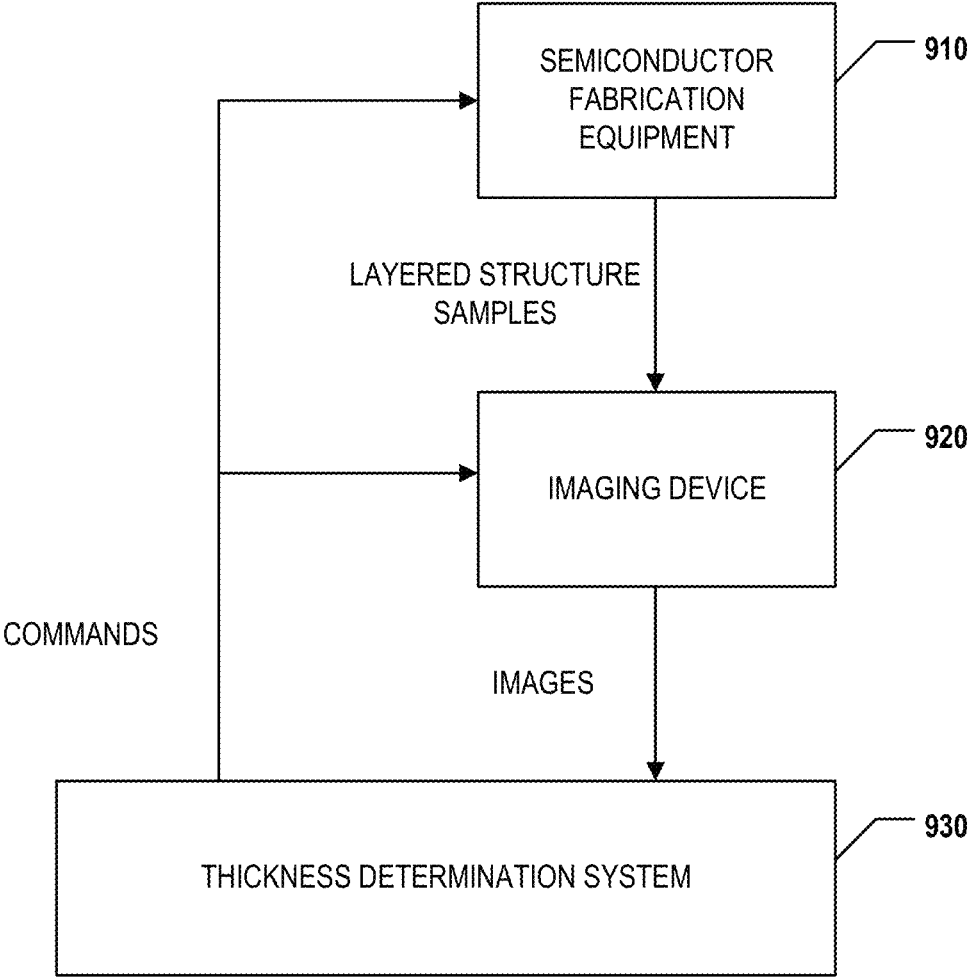 SEMICONDUCTOR
FABRICATION
EQUIPMENT
910
LAYERED STRUCTURE
SAMPLES
IMAGING DEVICE
920
COMMANDS
IMAGES
THICKNESS DETERMINATION SYSTEM
930